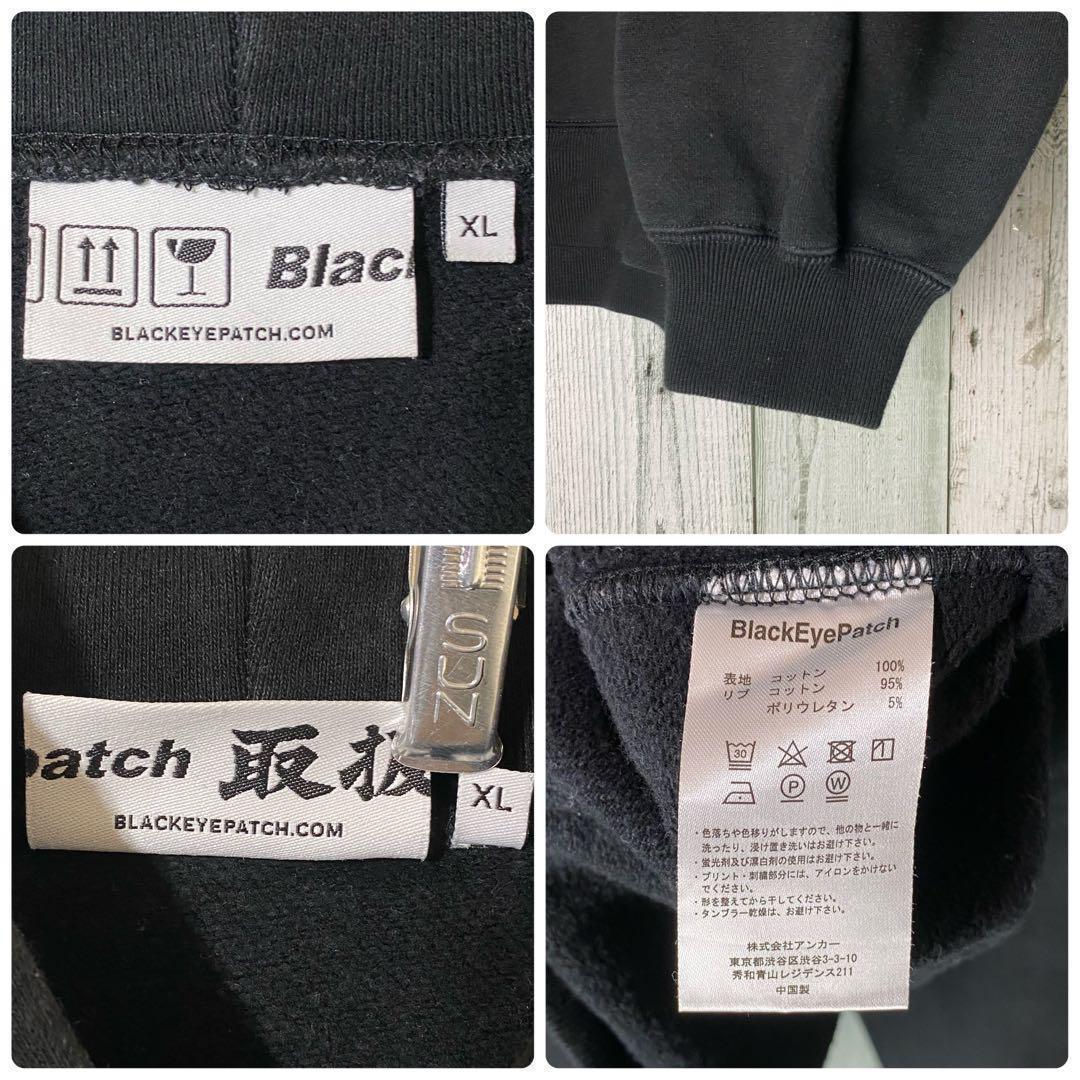 Blac
XL
BLACKEYEPATCH.COM
patch 取扱
XL
BLACKEYEPATCH.COM
SUN
BlackEyePatch
表地 コットン 100%
リブ コットン 95%
ポリウレタン 5%
30
P
W
・色落ちや色移りがしますので、他の物と一緒に
洗ったり、浸け置き洗いはお避け下さい。
・蛍光剤及び漂白剤の使用はお避け下さい。
・プリント・刺繍部分には、アイロンをかけない
でください。
・形を整えてから干してください。
・タンブラー乾燥は、お避け下さい。
株式会社アンカー
東京都渋谷区渋谷3-3-10
秀和青山レジデンス211
中国製